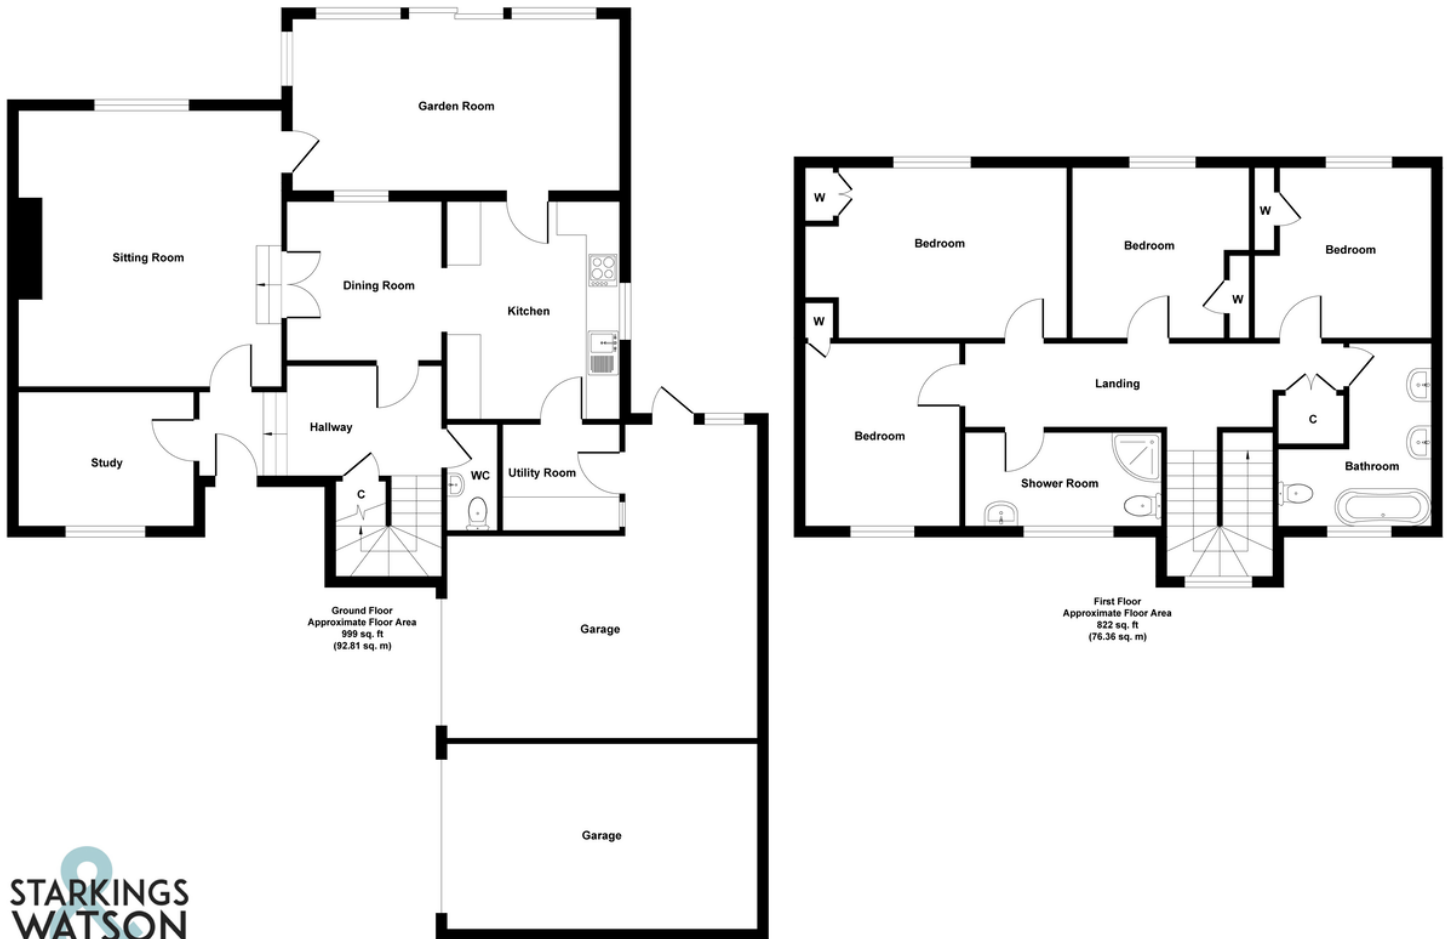 Garden Room
Sitting Room
Dining Room
Kitchen
Hallway
Study
C
WC
Utility Room
Ground Floor
Approximate Floor Area
999 sq. ft
(92.81 sq. m)
Garage
Garage
W
Bedroom
Bedroom
W
W
Bedroom
W
Landing
Bedroom
Shower Room
C
Bathroom
First Floor
Approximate Floor Area
822 sq. ft
(76.36 sq. m)
&
STARKINGS
WATSON